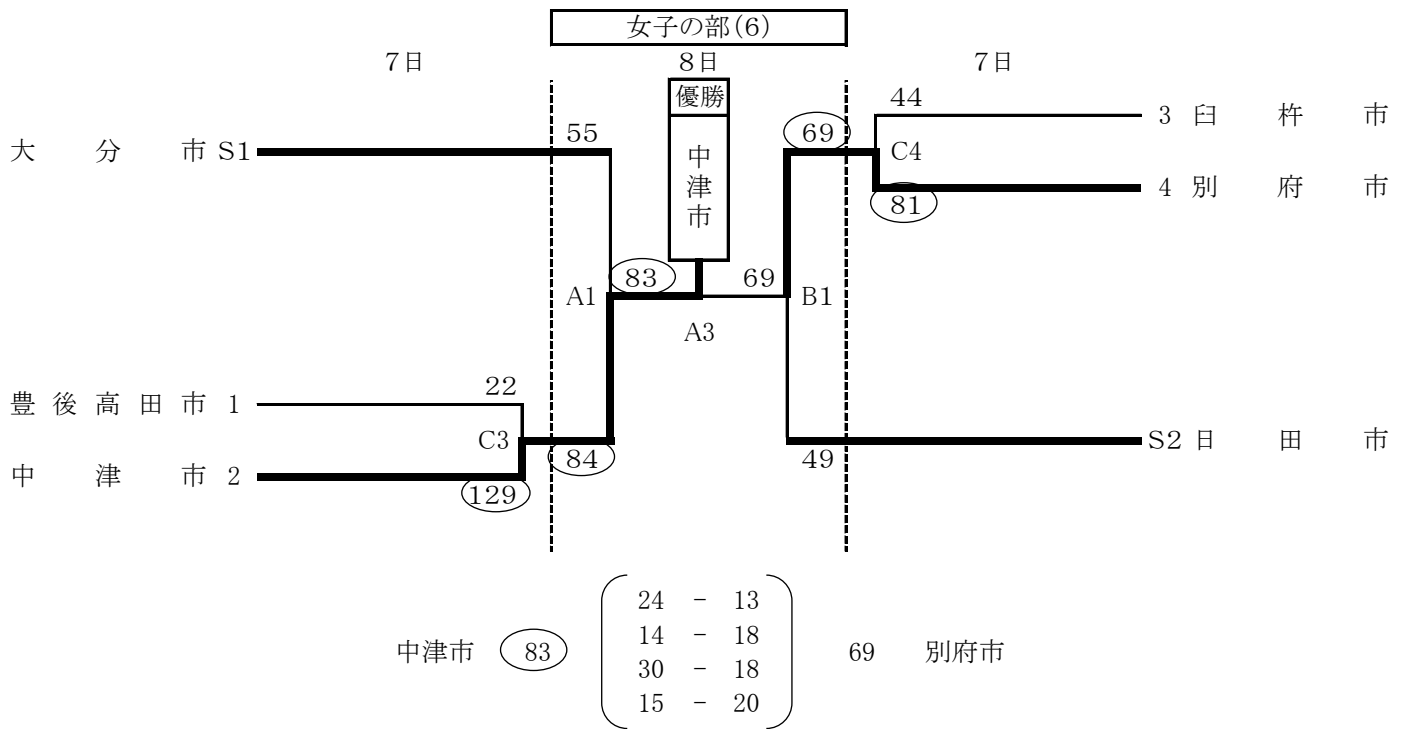 女子の部(6)
7日 8日 7日
優勝
中津市
55
69
44
3 臼杵市
大分市 S1
C4
4 別府市
81
83
69
A1
B1
A3
22
豊後高田市 1
C3
S2 日田市
84
49
中津市 2
129
24 - 13
14 - 18
中津市 83 69 別府市
30 - 18
15 - 20